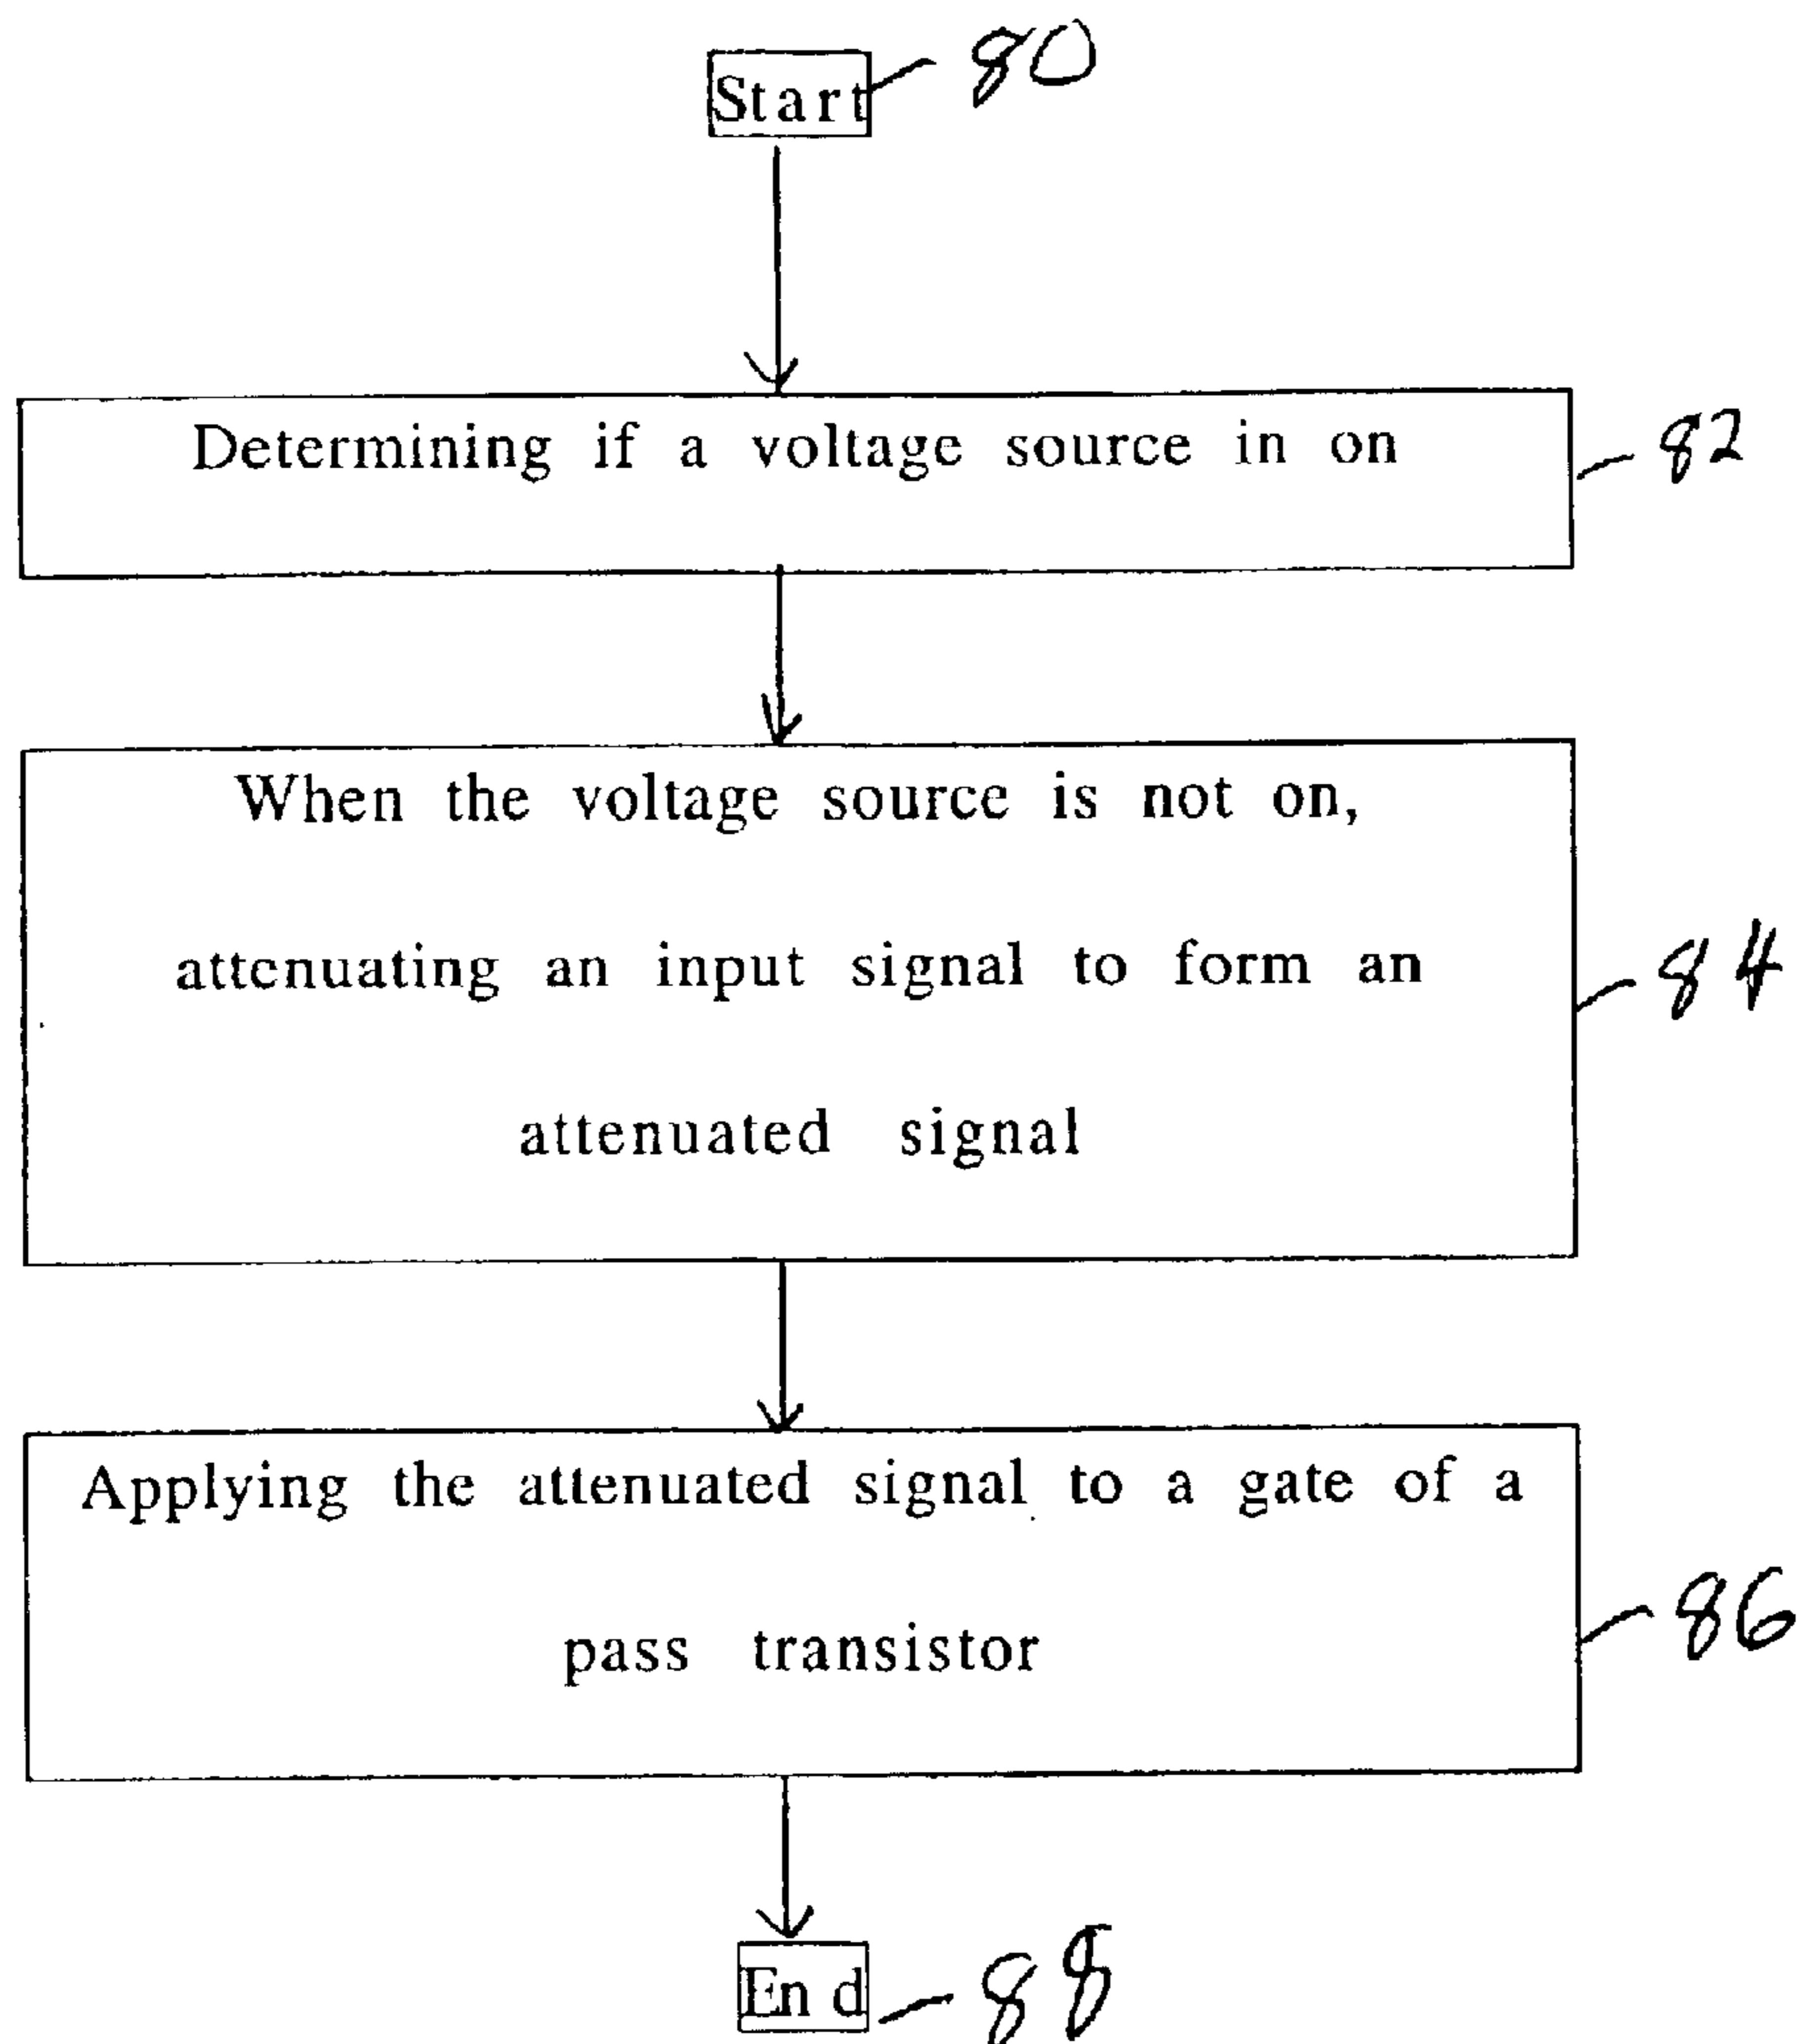 Start 80
Determining if a voltage source in on 82
When the voltage source is not on,
attenuating an input signal to form an 84
attenuated signal
Applying the attenuated signal to a gate of a
pass transistor 86
End 88